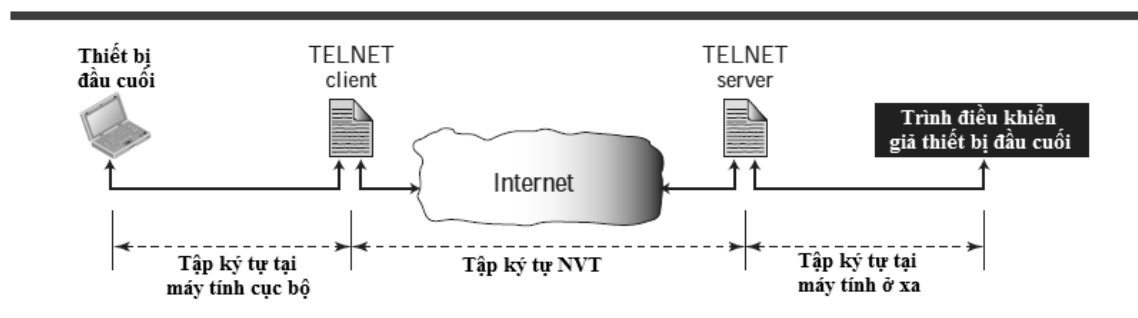 Thiết bị
đầu cuối
TELNET
client
TELNET
server
Trình điều khiển
giả thiết bị đầu cuối
Internet
Tập ký tự tại
máy tính cục bộ
Tập ký tự NVT
Tập ký tự tại
máy tính ở xa